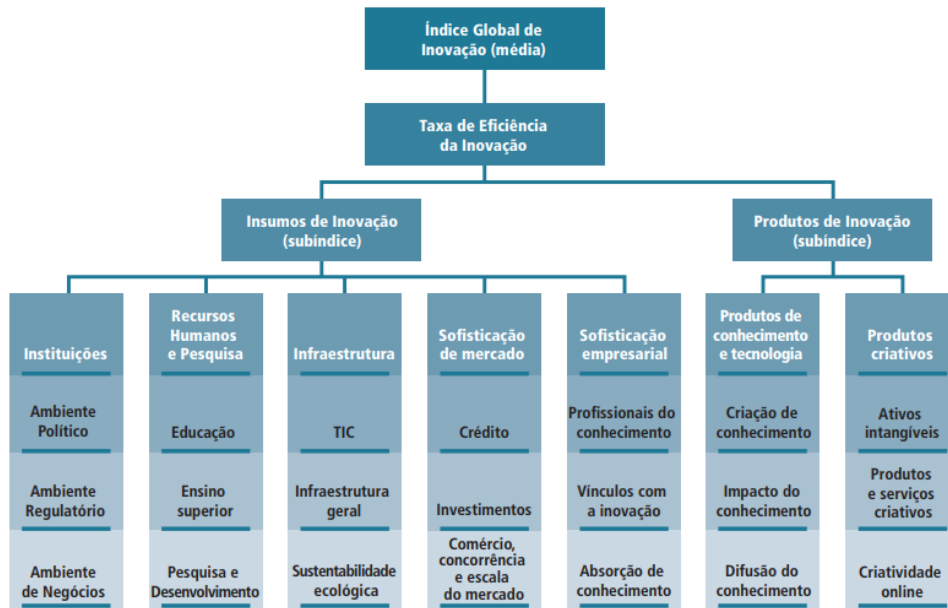 Índice Global de
Inovação (média)
Taxa de Eficiência
da Inovação
Insumos de Inovação
(subíndice)
Produtos de Inovação
(subíndice)
Instituições
Recursos
Humanos
e Pesquisa
Infraestrutura
Sofisticação
de mercado
Sofisticação
empresarial
Produtos de
conhecimento
e tecnologia
Produtos
criativos
Ambiente
Político
Educação
TIC
Crédito
Profissionais do
conhecimento
Criação de
conhecimento
Ativos
intangíveis
Ambiente
Regulatório
Ensino
superior
Infraestrutura
geral
Investimentos
Vínculos com
a inovação
Impacto do
conhecimento
Produtos
e serviços
criativos
Ambiente
de Negócios
Pesquisa e
Desenvolvimento
Sustentabilidade
ecológica
Comércio,
concorrência
e escala
do mercado
Absorção de
conhecimento
Difusão do
conhecimento
Criatividade
online